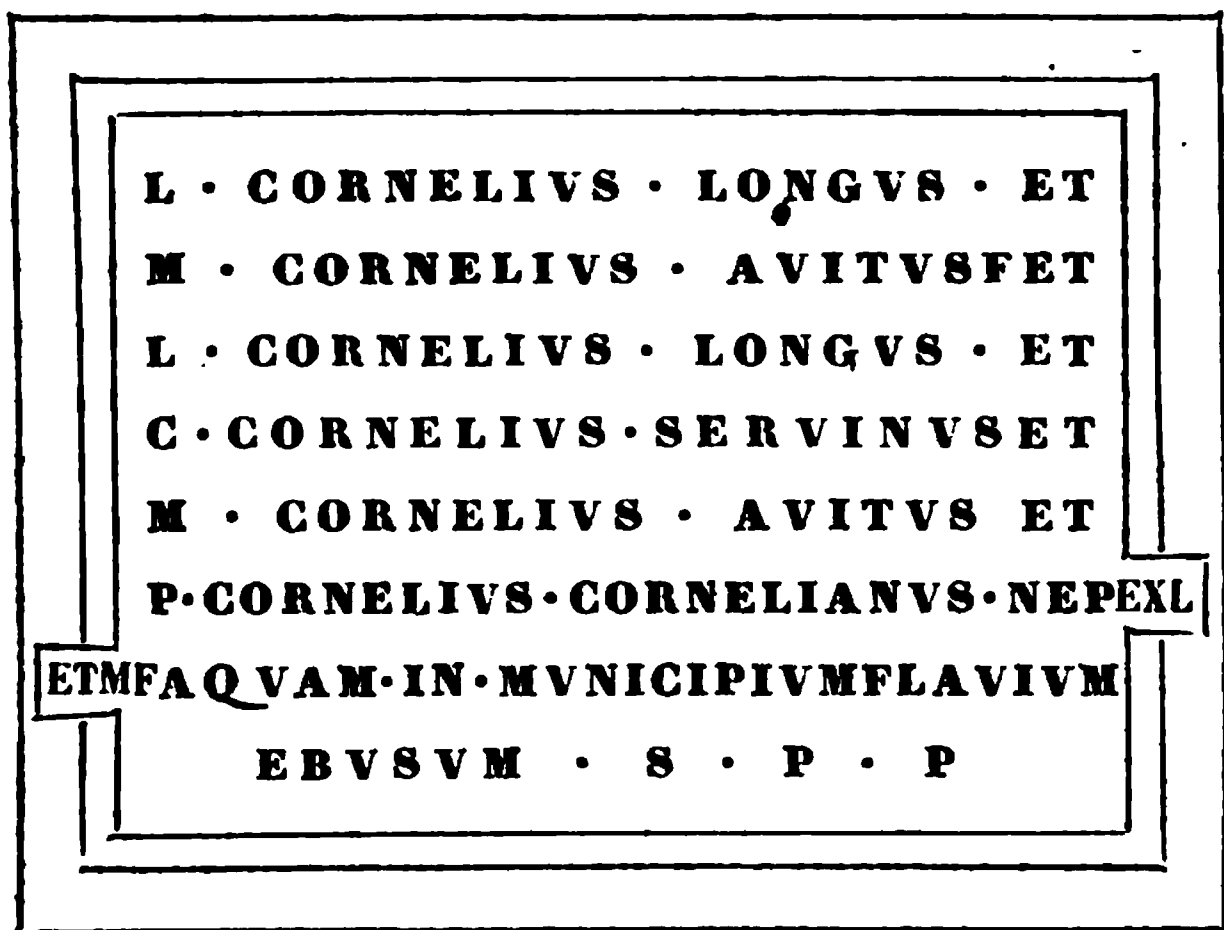 L · CORNELIVS · LONGVS · ET
M · CORNELIVS · AVITVSFET
L · CORNELIVS · LONGVS · ET
C · CORNELIVS · SERVINVSET
M · CORNELIVS · AVITVS ET
P · CORNELIVS · CORNELIANVS · NEPEXL
ETMFAQVAM · IN · MVNICIPIVMFLAVIVM
EBVSVM · S · P · P